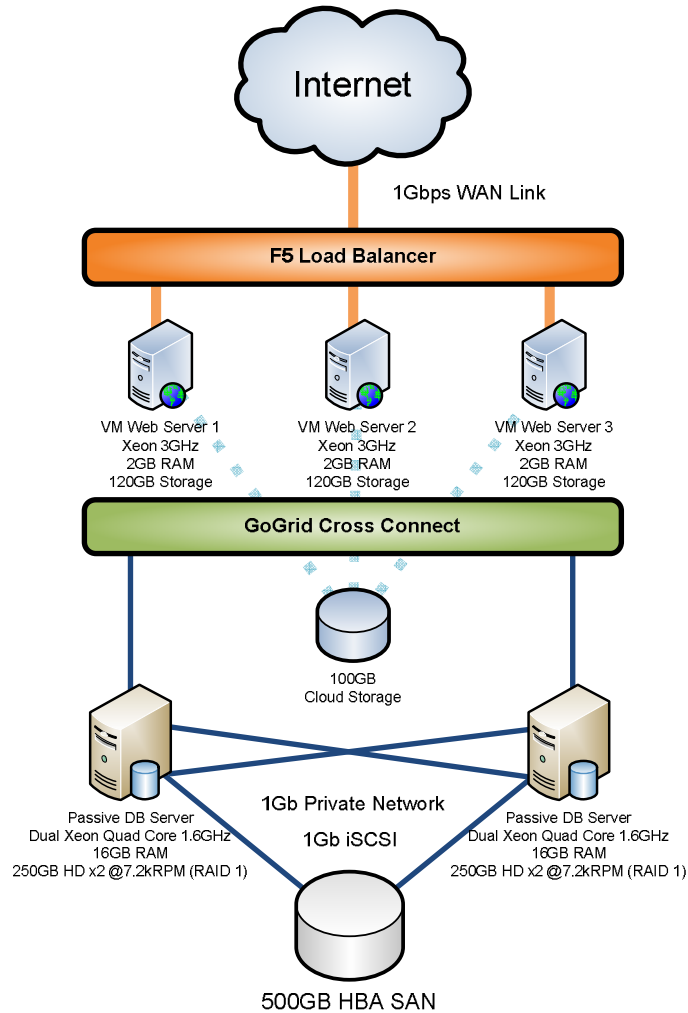 Internet
1Gbps WAN Link
F5 Load Balancer
VM Web Server 1
Xeon 3GHz
2GB RAM
120GB Storage
VM Web Server 2
Xeon 3GHz
2GB RAM
120GB Storage
VM Web Server 3
Xeon 3GHz
2GB RAM
120GB Storage
GoGrid Cross Connect
100GB
Cloud Storage
Passive DB Server
Dual Xeon Quad Core 1.6GHz
16GB RAM
250GB HD x2 @7.2kRPM (RAID 1)
1Gb Private Network
1Gb iSCSI
Passive DB Server
Dual Xeon Quad Core 1.6GHz
16GB RAM
250GB HD x2 @7.2kRPM (RAID 1)
500GB HBA SAN